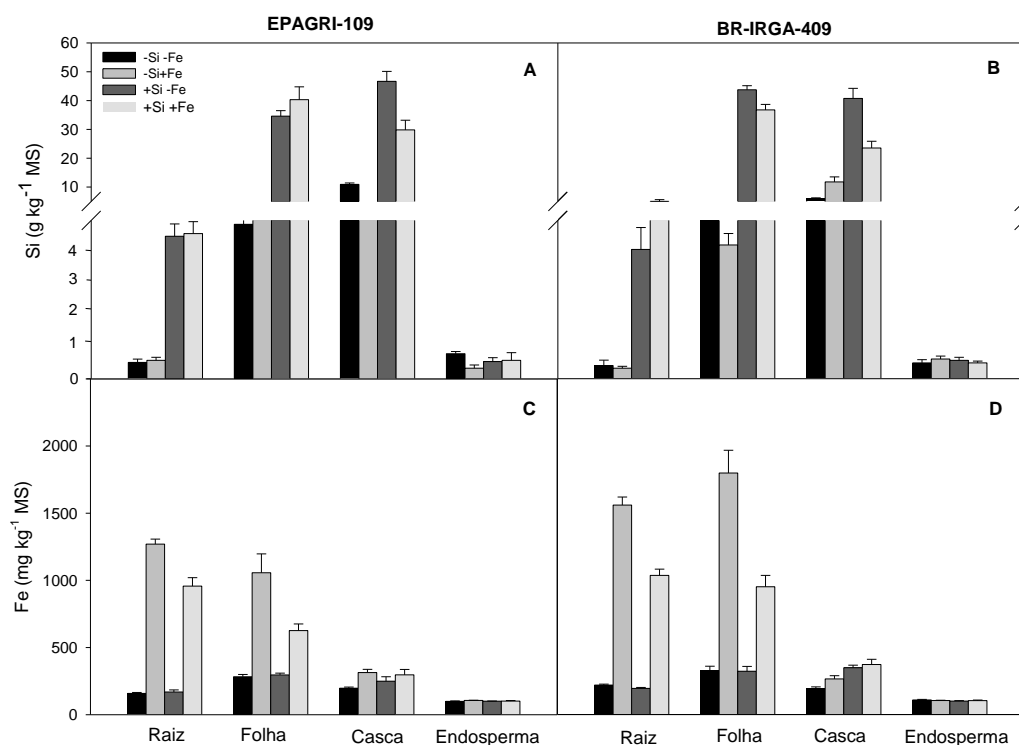 EPAGRI-109
BR-IRGA-409
60
50
40
30
20
10
4
3
2
1
0
Si (g kg⁻¹ MS)
-Si -Fe
-Si+Fe
+Si -Fe
+Si +Fe
A
B
2000
1500
1000
500
0
Fe (mg kg⁻¹ MS)
C
D
Raiz Folha Casca Endosperma Raiz Folha Casca Endosperma